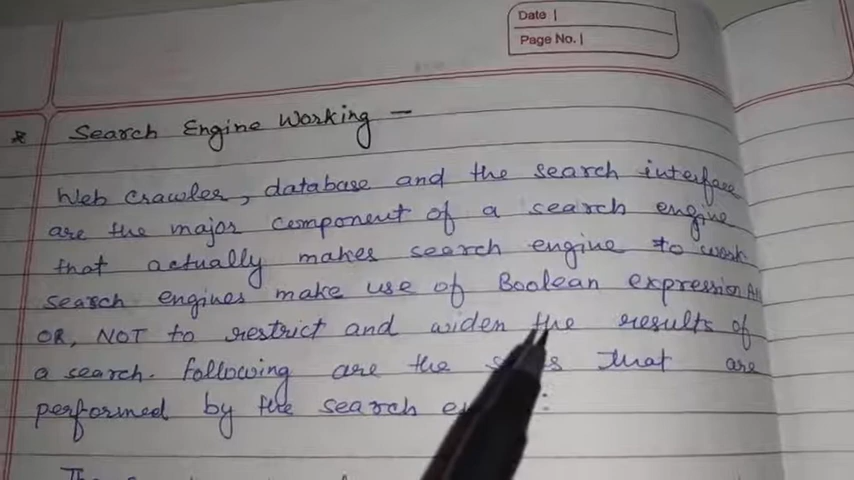 Date
Page No.
* Search Engine Working -
Web crawler, database and the search interface
are the major component of a search engine
that actually makes search engine to work
search engines make use of Boolean expression
OR, NOT to restrict and widen the results of
a search. following are the that are
performed by the search